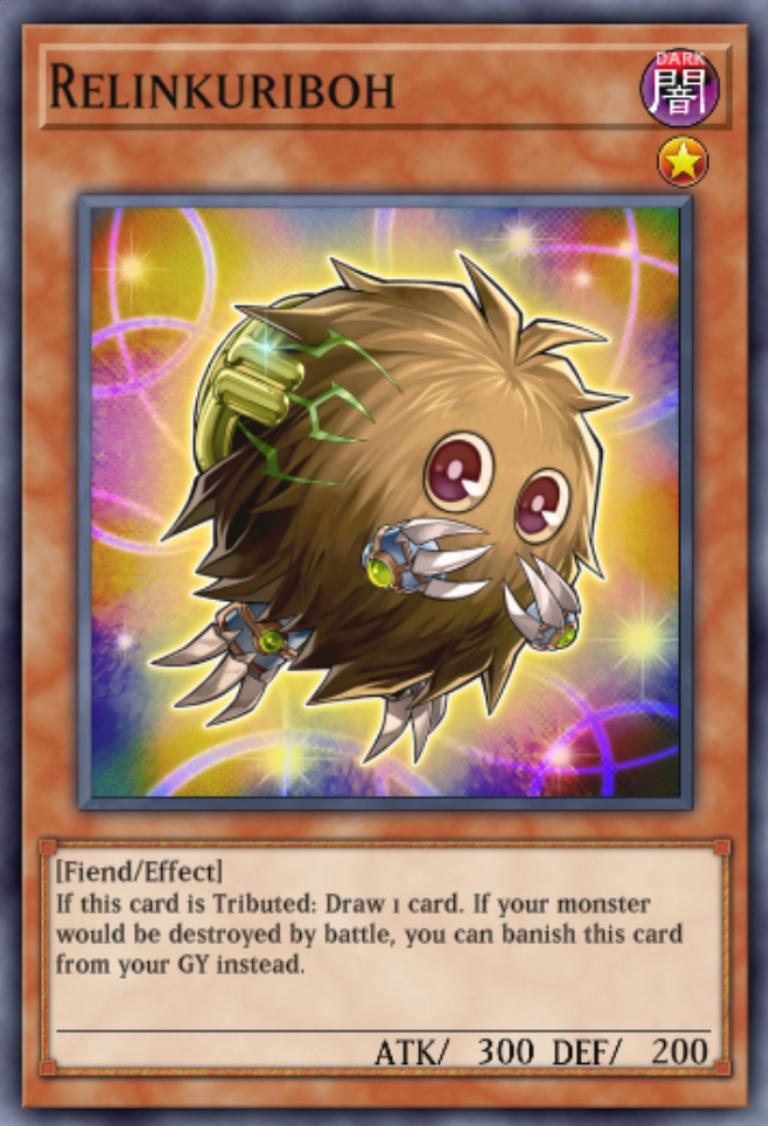 RELINKURIBOH
DARK
闇
[Fiend/Effect]
If this card is Tributed: Draw 1 card. If your monster
would be destroyed by battle, you can banish this card
from your GY instead.
ATK/ 300 DEF/ 200